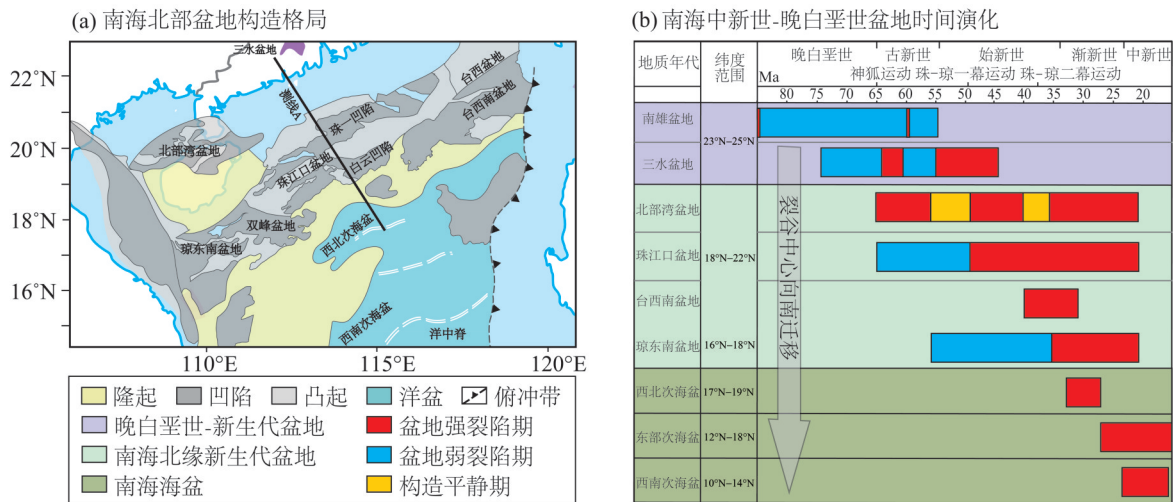 (a) 南海北部盆地构造格局
三水盆地
22°N
20°N
18°N
16°N
测线A
台西盆地
台西南盆地
珠一凹陷
北部湾盆地
珠江口盆地
白云凹陷
双峰盆地
琼东南盆地
西北次海盆
西南次海盆
洋中脊
110°E 115°E 120°E
隆起 凹陷 凸起 洋盆 俯冲带
晚白垩世-新生代盆地 盆地强裂陷期
南海北缘新生代盆地 盆地弱裂陷期
南海海盆 构造平静期
(b) 南海中新世-晚白垩世盆地时间演化
地质年代 纬度范围
晚白垩世 古新世 始新世 渐新世 中新世
Ma 神狐运动 珠-琼一幕运动 珠-琼二幕运动
80 75 70 65 60 55 50 45 40 35 30 25 20
南雄盆地
23°N–25°N
三水盆地
北部湾盆地
珠江口盆地 18°N–22°N
台西南盆地
琼东南盆地 16°N–18°N
西北次海盆 17°N–19°N
东部次海盆 12°N–18°N
西南次海盆 10°N–14°N
裂谷中心向南迁移